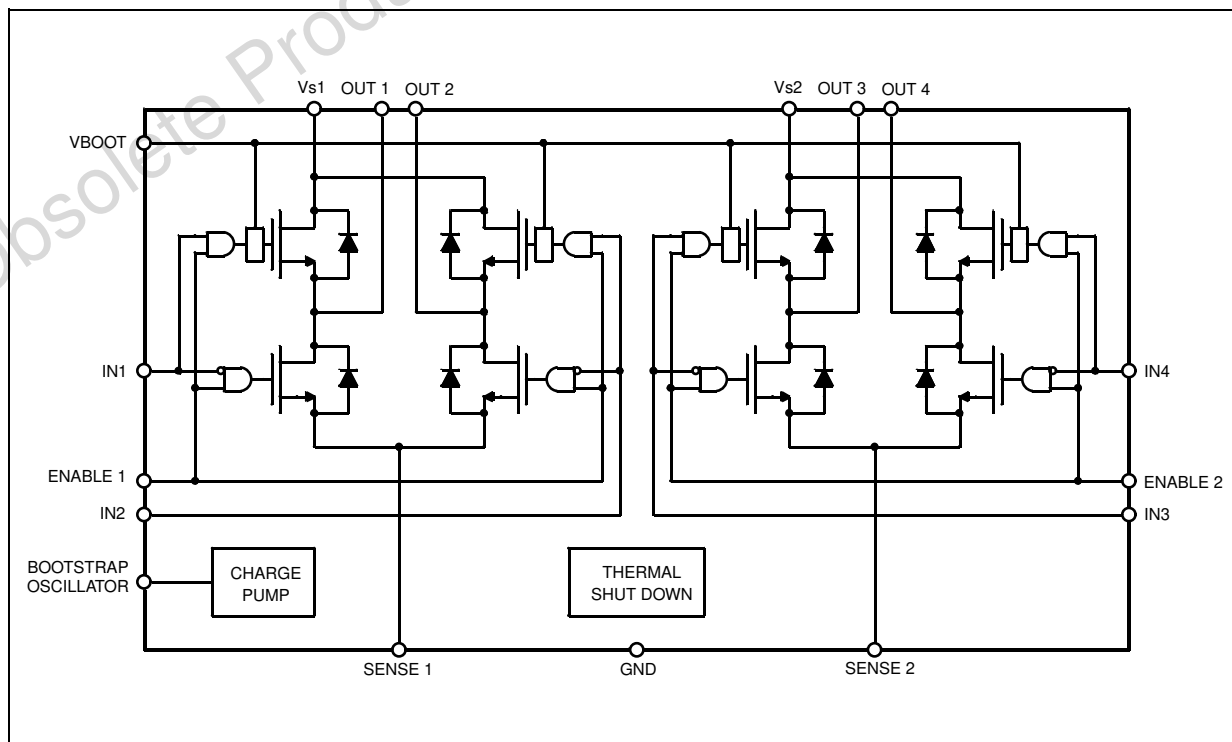 Obsolete Prod
Vs1
OUT 1
OUT 2
Vs2
OUT 3
OUT 4
VBOOT
IN1
IN4
ENABLE 1
ENABLE 2
IN2
IN3
BOOTSTRAP
OSCILLATOR
CHARGE
PUMP
THERMAL
SHUT DOWN
SENSE 1
GND
SENSE 2